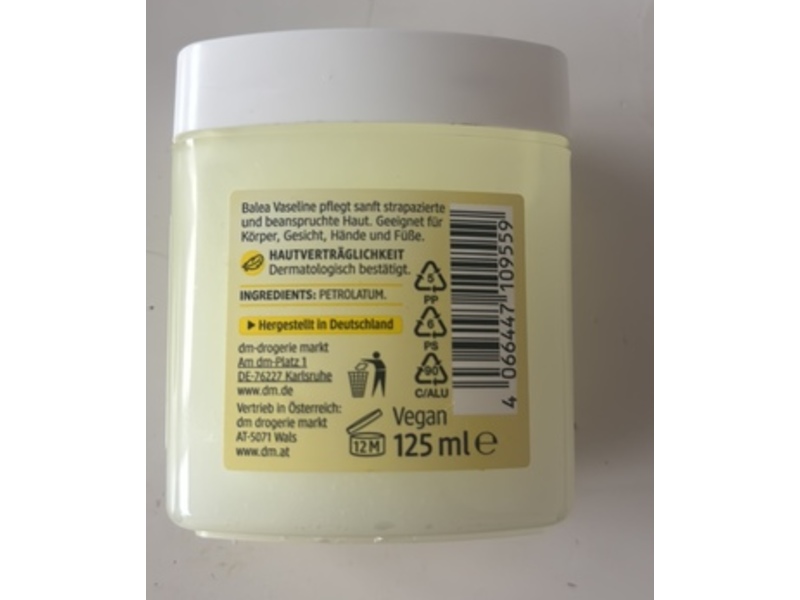 Balea Vaseline pflegt sanft strapazierte
und beanspruchte Haut. Geeignet für
Körper, Gesicht, Hände und Füße.
HAUTVERTRÄGLICHKEIT
Dermatologisch bestätigt.
INGREDIENTS: PETROLATUM.
Hergestellt in Deutschland
dm-drogerie markt
Am dm-Platz 1
DE-76227 Karlsruhe
www.dm.de
Vertrieb in Österreich:
dm drogerie markt
AT-5071 Wals
www.dm.at
5
PP
6
PS
90
C/ALU
12 M
Vegan
125 ml e
4 066447 109559